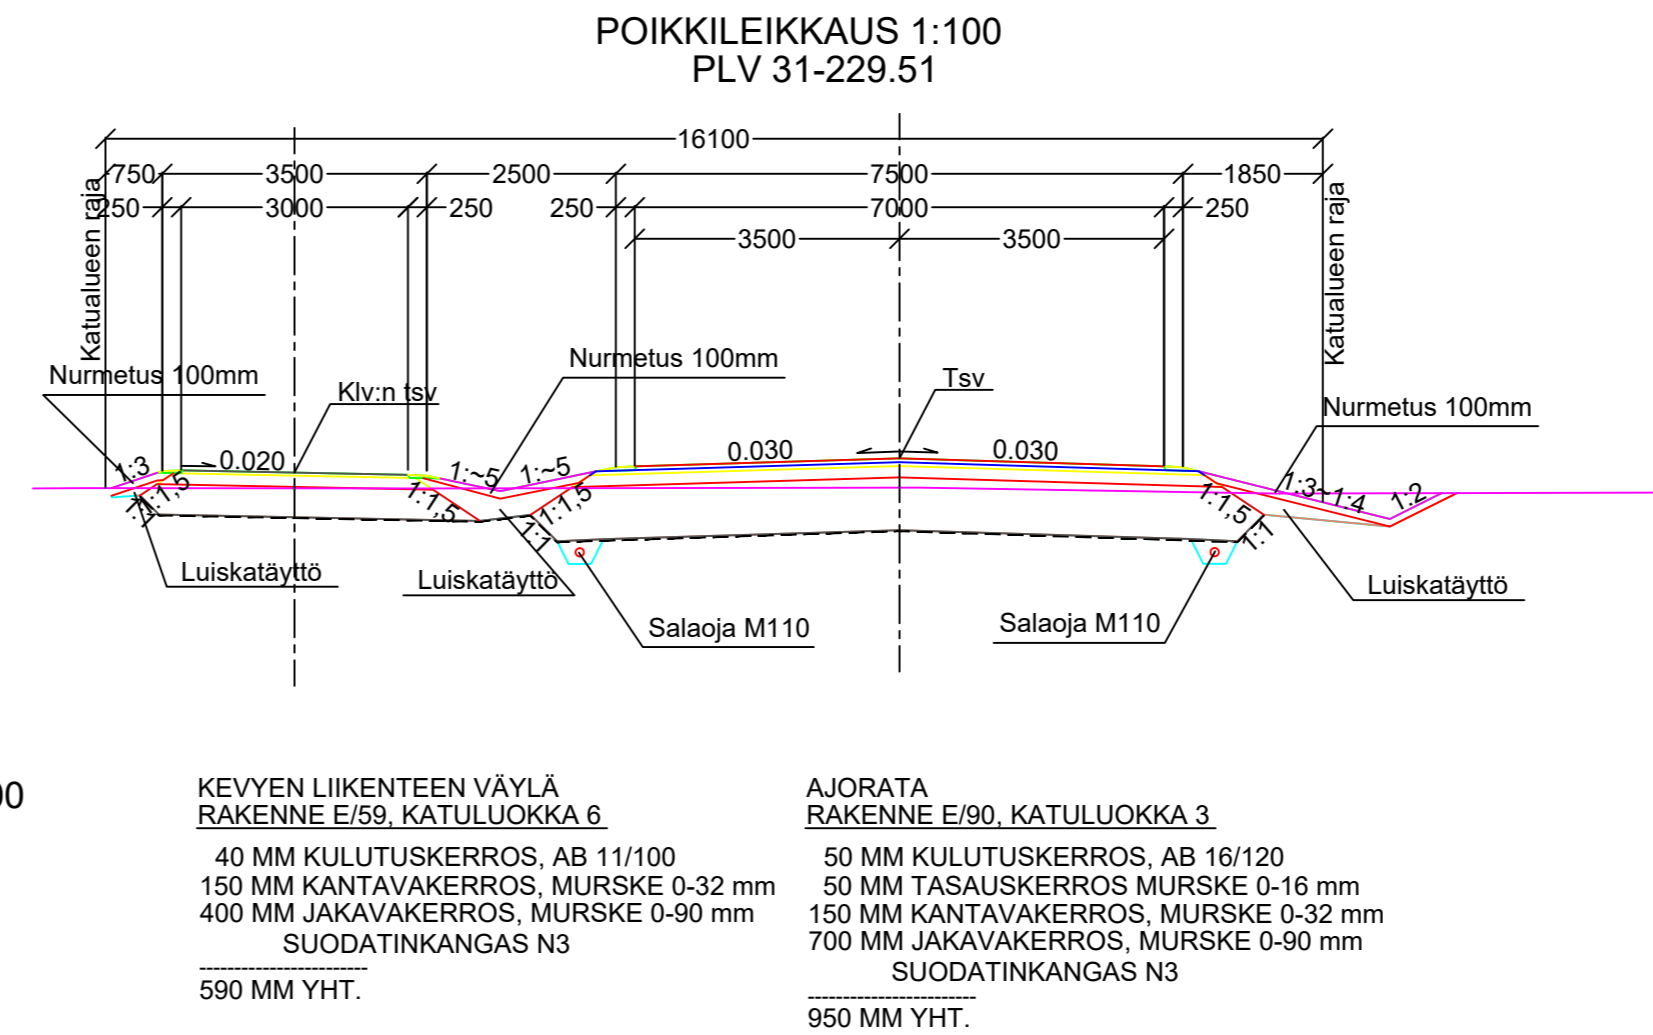 POIKKILEIKKAUS 1:100
PLV 31-229.51
16100
750 3500 2500 7500 1850
250 3000 250 250 7000 250
3500 3500
Katualueen raja
Katualueen raja
Nurmetus 100mm
Klv:n tsv
Nurmetus 100mm
Tsv
Nurmetus 100mm
1:3 0.020 1:~5 1:~5 0.030 0.030 1:3~1:4 1:2
1:1 1:1,5 1:1,5 1:1 1:1,5 1:1,5 1:1
Luiskatäyttö
Luiskatäyttö
Luiskatäyttö
Salaoja M110
Salaoja M110
00
KEVYEN LIIKENTEEN VÄYLÄ
RAKENNE E/59, KATULUOKKA 6
40 MM KULUTUSKERROS, AB 11/100
150 MM KANTAVAKERROS, MURSKE 0-32 mm
400 MM JAKAVAKERROS, MURSKE 0-90 mm
SUODATINKANGAS N3
------------------------
590 MM YHT.
AJORATA
RAKENNE E/90, KATULUOKKA 3
50 MM KULUTUSKERROS, AB 16/120
50 MM TASAUSKERROS MURSKE 0-16 mm
150 MM KANTAVAKERROS, MURSKE 0-32 mm
700 MM JAKAVAKERROS, MURSKE 0-90 mm
SUODATINKANGAS N3
------------------------
950 MM YHT.